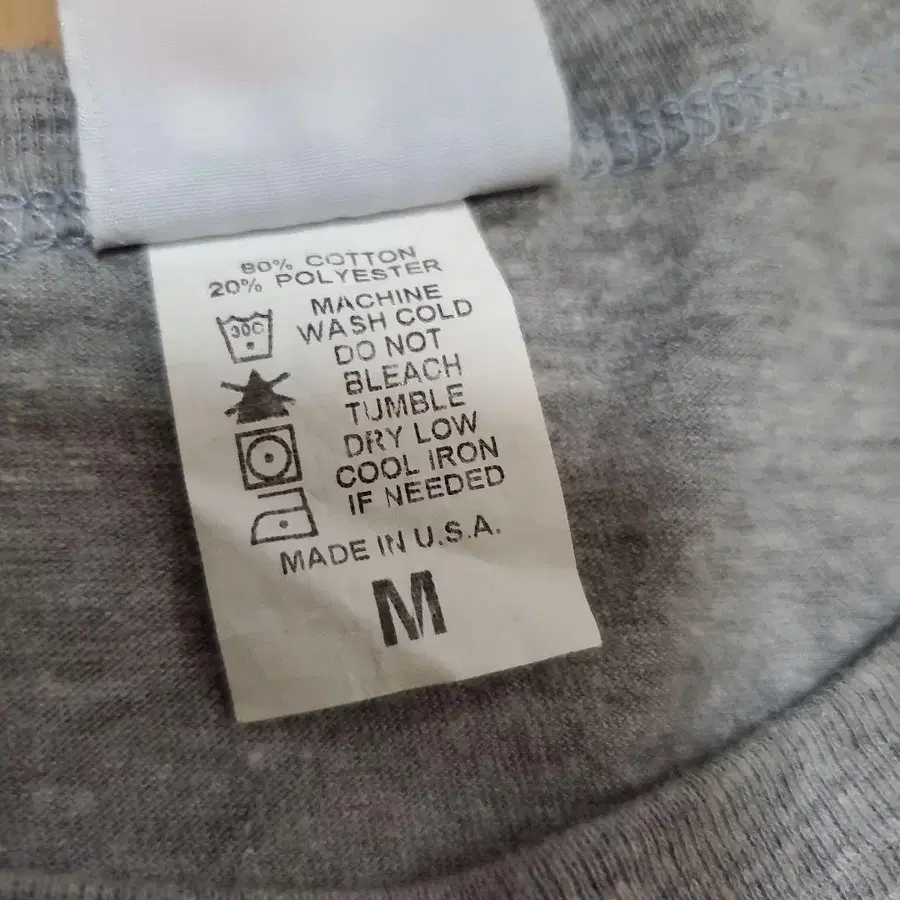 80% COTTON
20% POLYESTER
MACHINE
30C
WASH COLD
DO NOT
BLEACH
TUMBLE
DRY LOW
COOL IRON
IF NEEDED
MADE IN U.S.A.
M